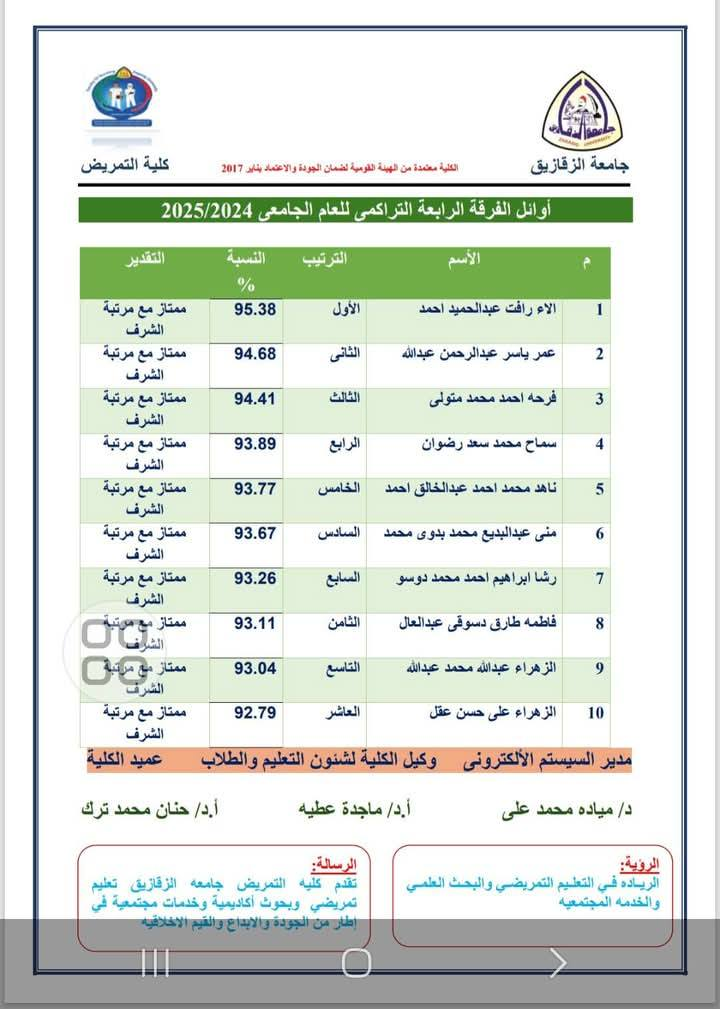 جامعة الزقازيق
الكلية معتمدة من الهيئة القومية لضمان الجودة والاعتماد يناير 2017
كلية التمريض
أوائل الفرقة الرابعة التراكمى للعام الجامعى 2025/2024
م الأسم الترتيب النسبة % التقدير
1 الاء رافت عبدالحميد احمد الأول 95.38 ممتاز مع مرتبة الشرف
2 عمر ياسر عبدالرحمن عبدالله الثانى 94.68 ممتاز مع مرتبة الشرف
3 فرحه احمد محمد متولى الثالث 94.41 ممتاز مع مرتبة الشرف
4 سماح محمد سعد رضوان الرابع 93.89 ممتاز مع مرتبة الشرف
5 ناهد محمد احمد عبدالخالق احمد الخامس 93.77 ممتاز مع مرتبة الشرف
6 منى عبدالبديع محمد بدوى محمد السادس 93.67 ممتاز مع مرتبة الشرف
7 رشا ابراهيم احمد محمد دوسو السابع 93.26 ممتاز مع مرتبة الشرف
8 فاطمه طارق دسوقى عبدالعال الثامن 93.11 ممتاز مع مرتبة الشرف
9 الزهراء عبدالله محمد عبدالله التاسع 93.04 ممتاز مع مرتبة الشرف
10 الزهراء على حسن عقل العاشر 92.79 ممتاز مع مرتبة الشرف
مدير السيستم الألكترونى وكيل الكلية لشئون التعليم والطلاب عميد الكلية
د/ مياده محمد على أ.د/ ماجدة عطيه أ.د/ حنان محمد ترك
الرؤية:
الرياده في التعليم التمريضي والبحث العلمي
والخدمه المجتمعيه
الرسالة:
تقدم كليه التمريض جامعه الزقازيق تعليم
تمريضي وبحوث أكاديمية وخدمات مجتمعية في
إطار من الجودة والابداع والقيم الاخلاقيه